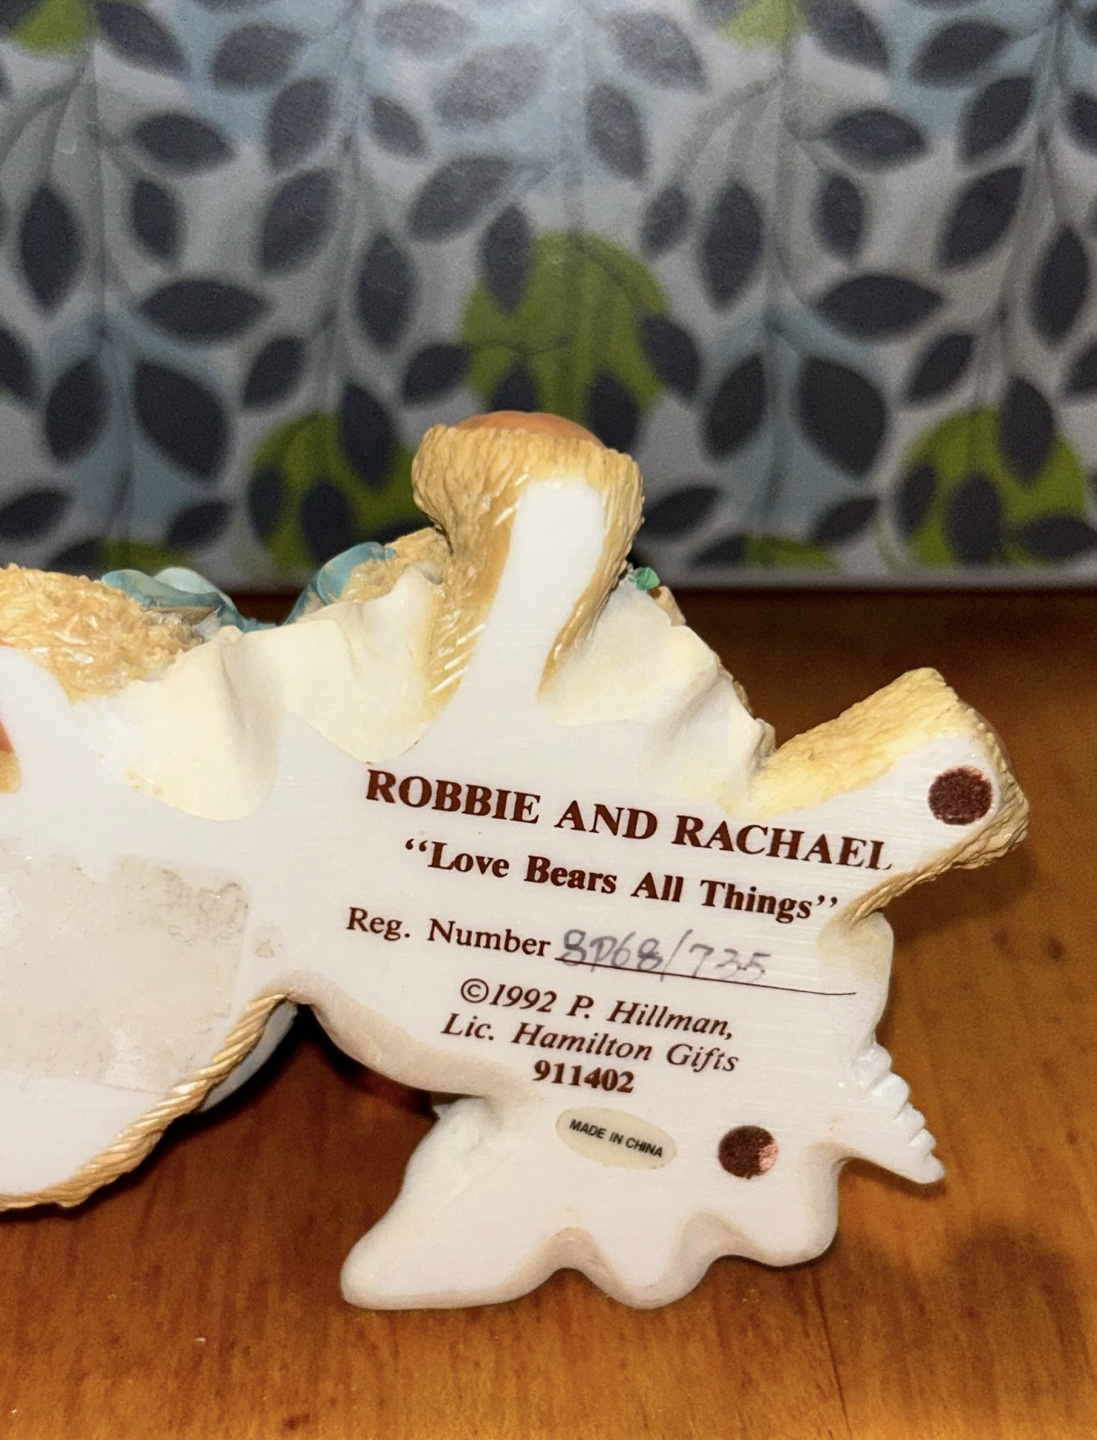 ROBBIE AND RACHAEL
“Love Bears All Things”
Reg. Number 8P68/735
©1992 P. Hillman,
Lic. Hamilton Gifts
911402
MADE IN CHINA